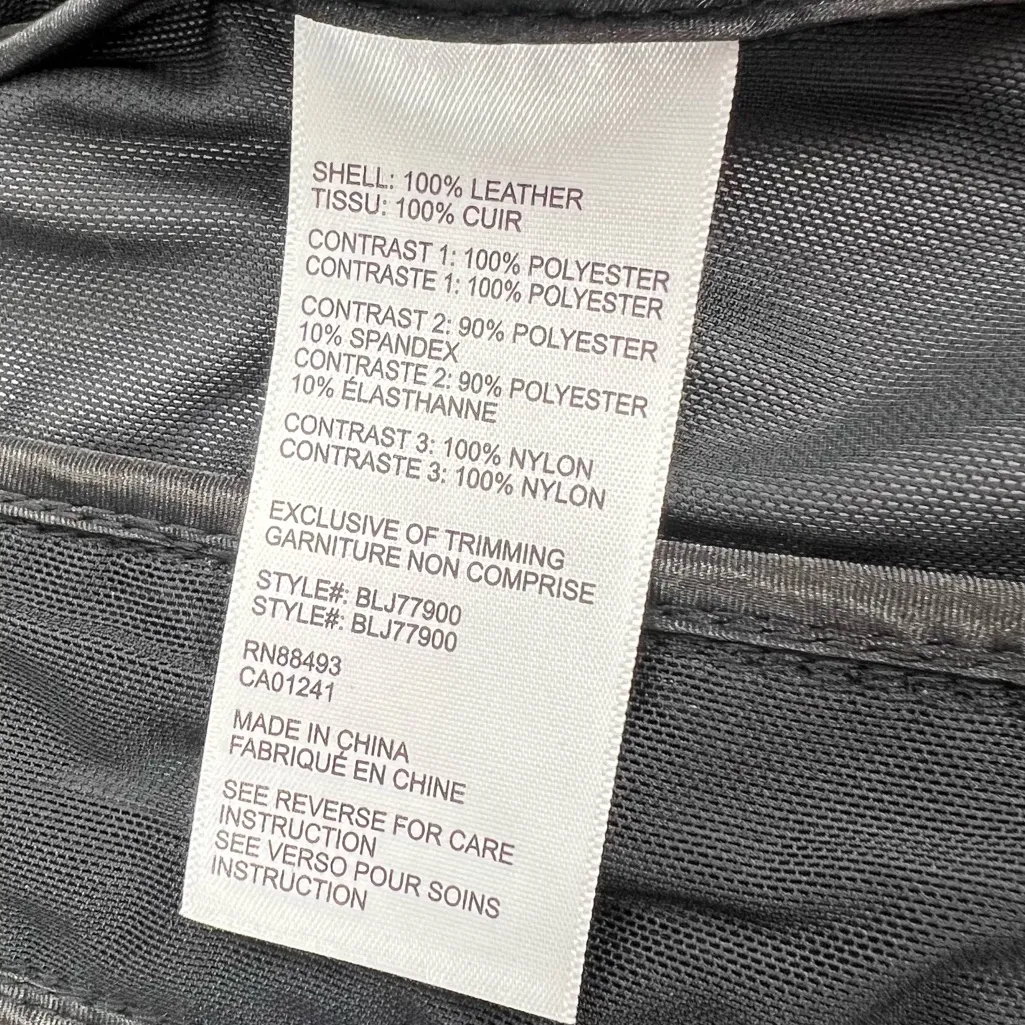 SHELL: 100% LEATHER
TISSU: 100% CUIR
CONTRAST 1: 100% POLYESTER
CONTRASTE 1: 100% POLYESTER
CONTRAST 2: 90% POLYESTER
10% SPANDEX
CONTRASTE 2: 90% POLYESTER
10% ÉLASTHANNE
CONTRAST 3: 100% NYLON
CONTRASTE 3: 100% NYLON
EXCLUSIVE OF TRIMMING
GARNITURE NON COMPRISE
STYLE#: BLJ77900
STYLE#: BLJ77900
RN88493
CA01241
MADE IN CHINA
FABRIQUÉ EN CHINE
SEE REVERSE FOR CARE
INSTRUCTION
SEE VERSO POUR SOINS
INSTRUCTION